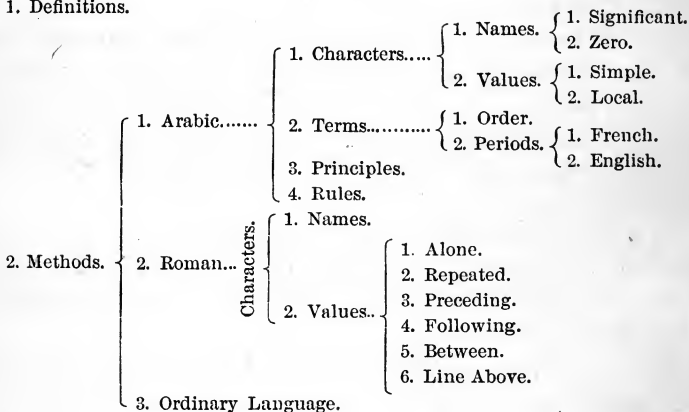 1. Definitions.
2. Methods.
1. Arabic.......
1. Characters.....
1. Names.
1. Significant.
2. Zero.
2. Values.
1. Simple.
2. Local.
2. Terms............
1. Order.
2. Periods.
1. French.
2. English.
3. Principles.
4. Rules.
2. Roman...
Characters.
1. Names.
2. Values..
1. Alone.
2. Repeated.
3. Preceding.
4. Following.
5. Between.
6. Line Above.
3. Ordinary Language.